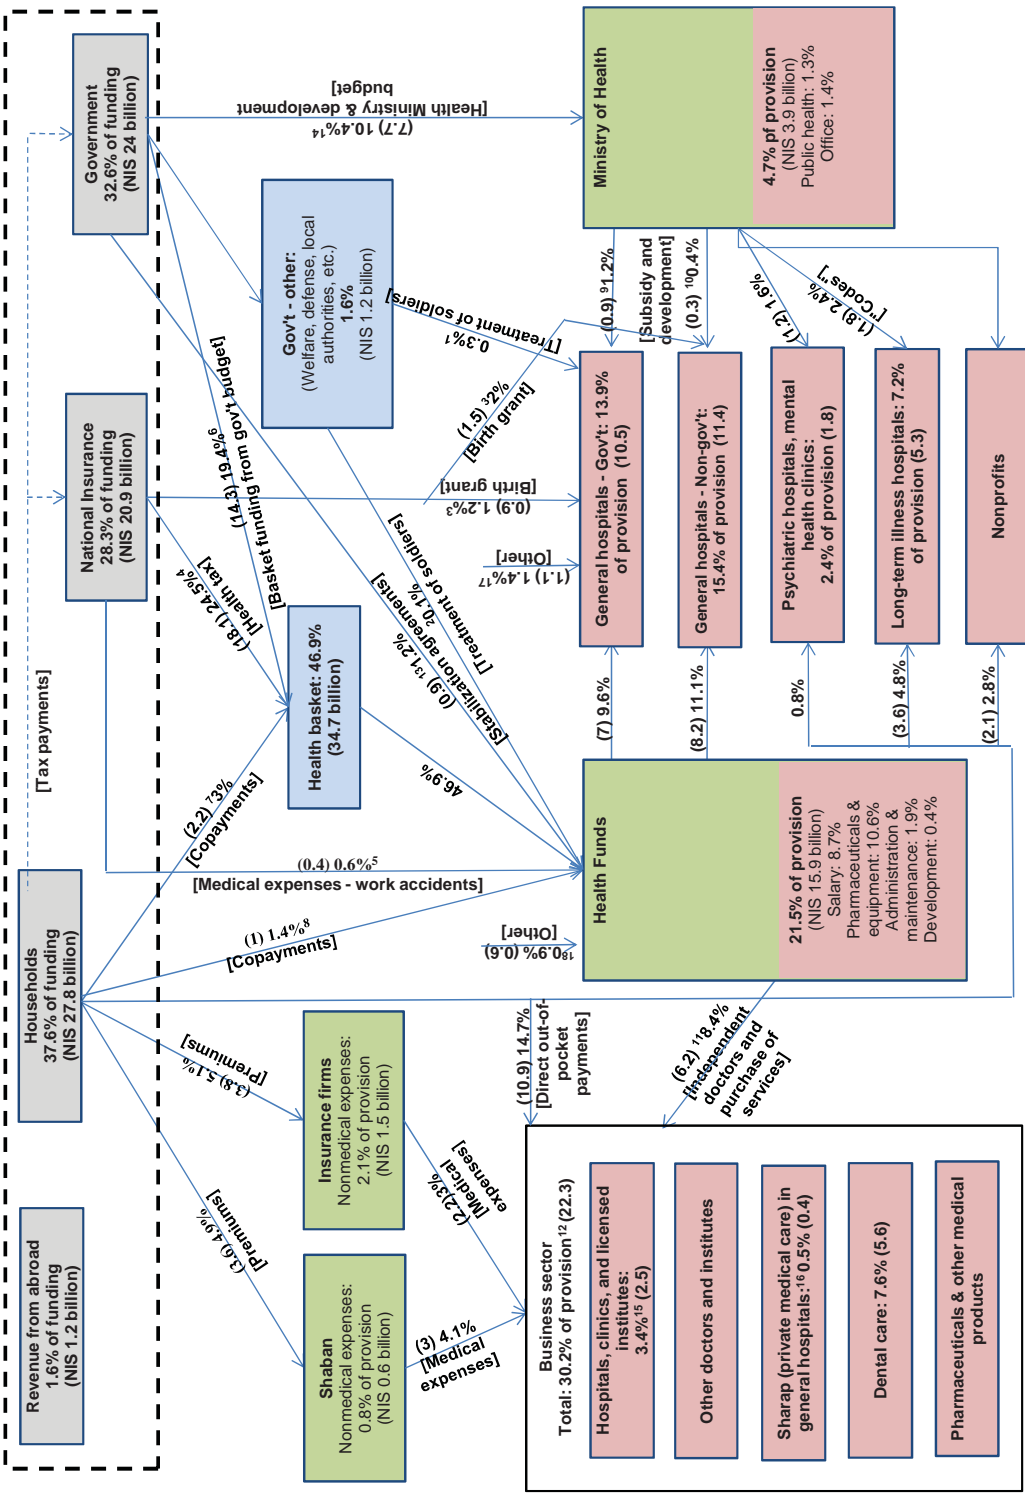 [Tax payments]
Revenue from abroad
1.6% of funding
(NIS 1.2 billion)
Households
37.6% of funding
(NIS 27.8 billion)
National Insurance
28.3% of funding
(NIS 20.9 billion)
Government
32.6% of funding
(NIS 24 billion)
(3.6) 4.9%
[Premiums]
(3.8) 5.1%
[Premiums]
(1) 1.4%⁸
[Copayments]
(2.2) ⁷3%
[Copayments]
(0.4) 0.6%⁵
[Medical expenses - work accidents]
(18.1) 24.5%⁴
[Health tax]
(14.3) 19.4%⁶
[Basket funding from gov't budget]
(0.9) ¹³1.2%
[Stabilization agreements]
²0.1%
[Treatment of soldiers]
(7.7) 10.4%¹⁴
[Health Ministry & development
budget]
Shaban
Nonmedical expenses:
0.8% of provision
(NIS 0.6 billion)
Insurance firms
Nonmedical expenses:
2.1% of provision
(NIS 1.5 billion)
Health basket: 46.9%
(34.7 billion)
Gov't - other:
(Welfare, defense, local
authorities, etc.)
1.6%
(NIS 1.2 billion)
46.9%
0.3%¹
[Treatment of soldiers]
(3) 4.1%
[Medical
expenses]
(2.2)3%
[Medical
expenses]
¹⁸0.9% (0.6)
[Other]
(10.9) 14.7%
[Direct out-of-
pocket
payments]
(6.2) ¹¹8.4%
[Independent
doctors and
purchase of
services]
(1.1) 1.4%¹⁷
[Other]
(0.9) 1.2%³
[Birth grant]
(1.5) ³2%
[Birth grant]
(0.9) ⁹1.2%
[Subsidy and
development]
(0.3) ¹⁰0.4%
(1.2) 1.6%
(1.8) 2.4%
["Codes"]
Business sector
Total: 30.2% of provision¹² (22.3)
Hospitals, clinics, and licensed
institutes:
3.4%¹⁵ (2.5)
Other doctors and institutes
Sharap (private medical care) in
general hospitals:¹⁶ 0.5% (0.4)
Dental care: 7.6% (5.6)
Pharmaceuticals & other medical
products
Health Funds
21.5% of provision
(NIS 15.9 billion)
Salary: 8.7%
Pharmaceuticals &
equipment: 10.6%
Administration &
maintenance: 1.9%
Development: 0.4%
(7) 9.6%
(8.2) 11.1%
0.8%
(3.6) 4.8%
(2.1) 2.8%
General hospitals - Gov't: 13.9%
of provision (10.5)
General hospitals - Non-gov't:
15.4% of provision (11.4)
Psychiatric hospitals, mental
health clinics:
2.4% of provision (1.8)
Long-term illness hospitals: 7.2%
of provision (5.3)
Nonprofits
Ministry of Health
4.7% pf provision
(NIS 3.9 billion)
Public health: 1.3%
Office: 1.4%